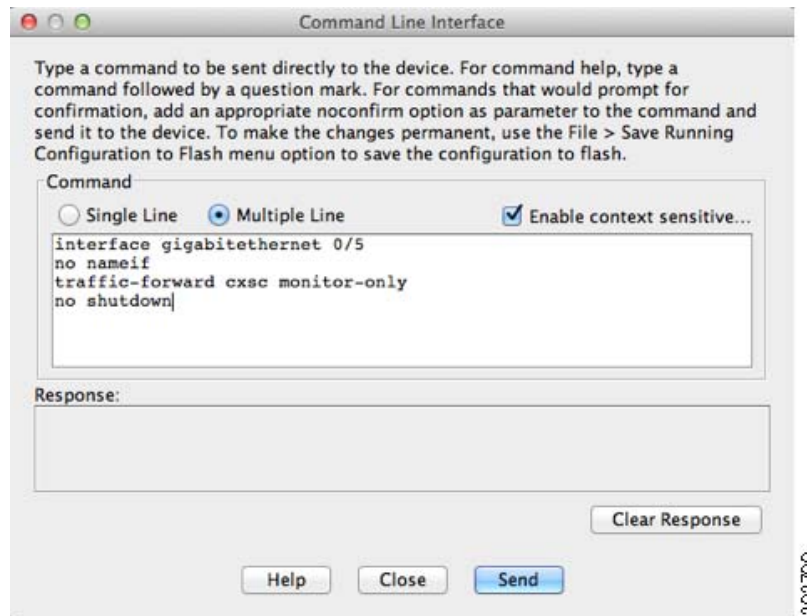 Command Line Interface
Type a command to be sent directly to the device. For command help, type a
command followed by a question mark. For commands that would prompt for
confirmation, add an appropriate noconfirm option as parameter to the command and
send it to the device. To make the changes permanent, use the File > Save Running
Configuration to Flash menu option to save the configuration to flash.
Command
Single Line Multiple Line Enable context sensitive...
interface gigabitethernet 0/5
no nameif
traffic-forward cxsc monitor-only
no shutdown
Response:
Clear Response
Help Close Send